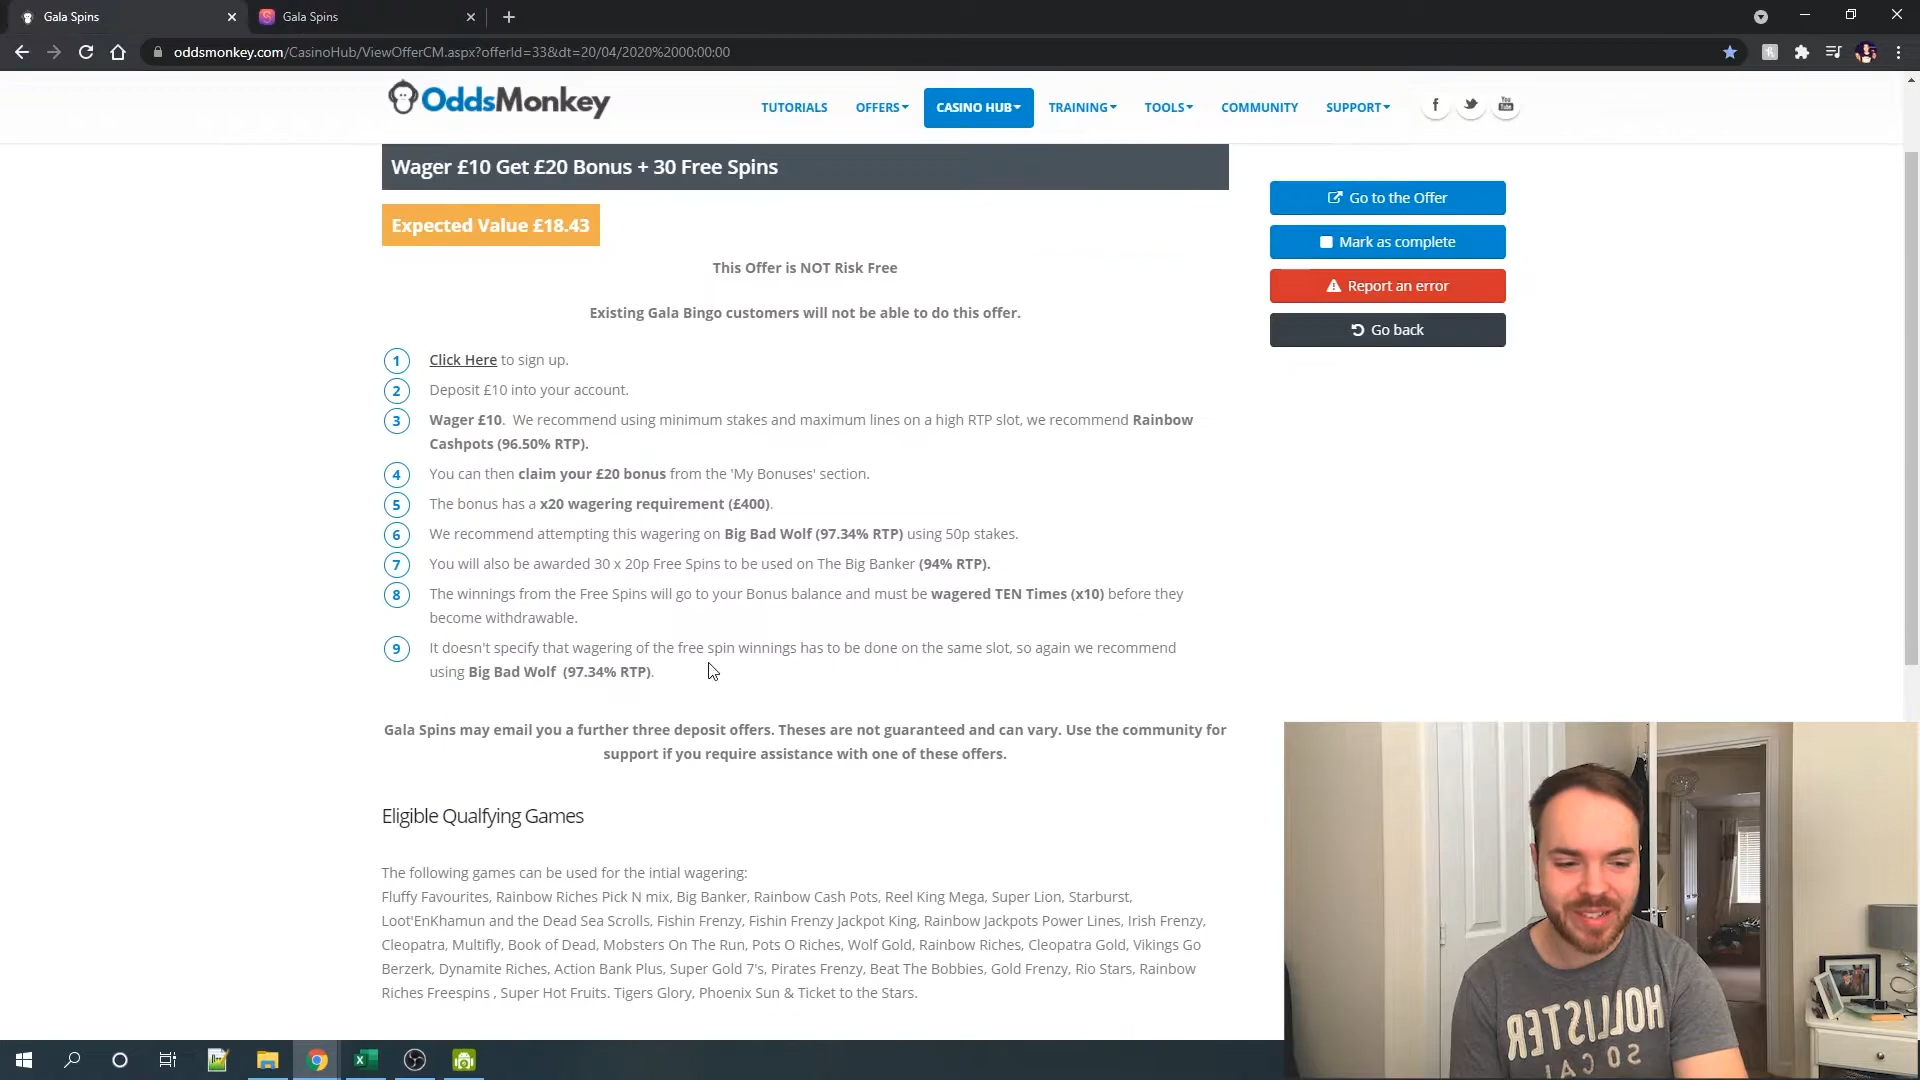 Gala Spins
Gala Spins
oddsmonkey.com/CasinoHub/ViewOfferCM.aspx?offerId=33&dt=20/04/2020%2000:00:00
OddsMonkey
TUTORIALS OFFERS CASINO HUB TRAINING TOOLS COMMUNITY SUPPORT
You Tube
Wager £10 Get £20 Bonus + 30 Free Spins
Expected Value £18.43
Go to the Offer
Mark as complete
Report an error
Go back
This Offer is NOT Risk Free
Existing Gala Bingo customers will not be able to do this offer.
1 Click Here to sign up.
2 Deposit £10 into your account.
3 Wager £10. We recommend using minimum stakes and maximum lines on a high RTP slot, we recommend Rainbow
Cashpots (96.50% RTP).
4 You can then claim your £20 bonus from the 'My Bonuses' section.
5 The bonus has a x20 wagering requirement (£400).
6 We recommend attempting this wagering on Big Bad Wolf (97.34% RTP) using 50p stakes.
7 You will also be awarded 30 x 20p Free Spins to be used on The Big Banker (94% RTP).
8 The winnings from the Free Spins will go to your Bonus balance and must be wagered TEN Times (x10) before they
become withdrawable.
9 It doesn't specify that wagering of the free spin winnings has to be done on the same slot, so again we recommend
using Big Bad Wolf (97.34% RTP).
Gala Spins may email you a further three deposit offers. Theses are not guaranteed and can vary. Use the community for
support if you require assistance with one of these offers.
Eligible Qualfying Games
The following games can be used for the intial wagering:
Fluffy Favourites, Rainbow Riches Pick N mix, Big Banker, Rainbow Cash Pots, Reel King Mega, Super Lion, Starburst,
Loot'EnKhamun and the Dead Sea Scrolls, Fishin Frenzy, Fishin Frenzy Jackpot King, Rainbow Jackpots Power Lines, Irish Frenzy,
Cleopatra, Multifly, Book of Dead, Mobsters On The Run, Pots O Riches, Wolf Gold, Rainbow Riches, Cleopatra Gold, Vikings Go
Berzerk, Dynamite Riches, Action Bank Plus, Super Gold 7's, Pirates Frenzy, Beat The Bobbies, Gold Frenzy, Rio Stars, Rainbow
Riches Freespins , Super Hot Fruits. Tigers Glory, Phoenix Sun & Ticket to the Stars.
HOLLISTER
SO CAL